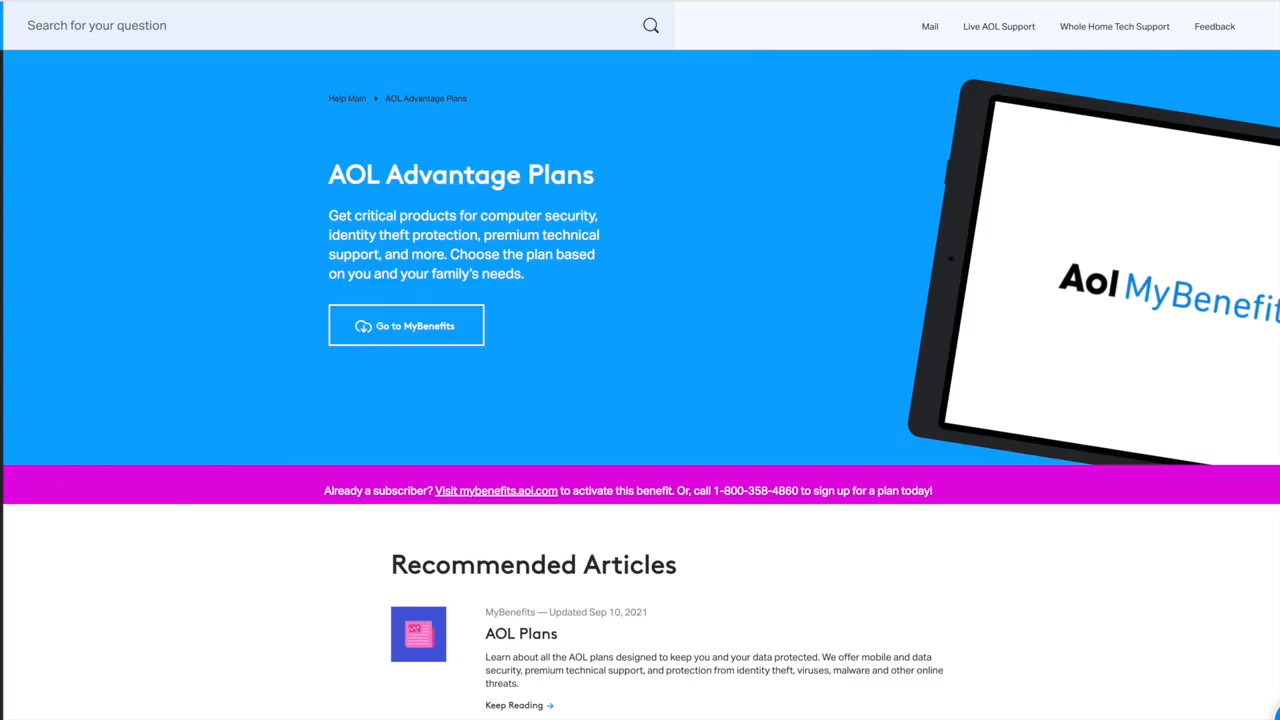 Search for your question
Mail
Live AOL Support
Whole Home Tech Support
Feedback
Help Main
AOL Advantage Plans
AOL Advantage Plans
Get critical products for computer security,
identity theft protection, premium technical
support, and more. Choose the plan based
on you and your family's needs.
Go to MyBenefits
Aol MyBenefit
Already a subscriber? Visit mybenefits.aol.com to activate this benefit. Or, call 1-800-358-4860 to sign up for a plan today!
Recommended Articles
MyBenefits — Updated Sep 10, 2021
AOL Plans
Learn about all the AOL plans designed to keep you and your data protected. We offer mobile and data
security, premium technical support, and protection from identity theft, viruses, malware and other online
threats.
Keep Reading